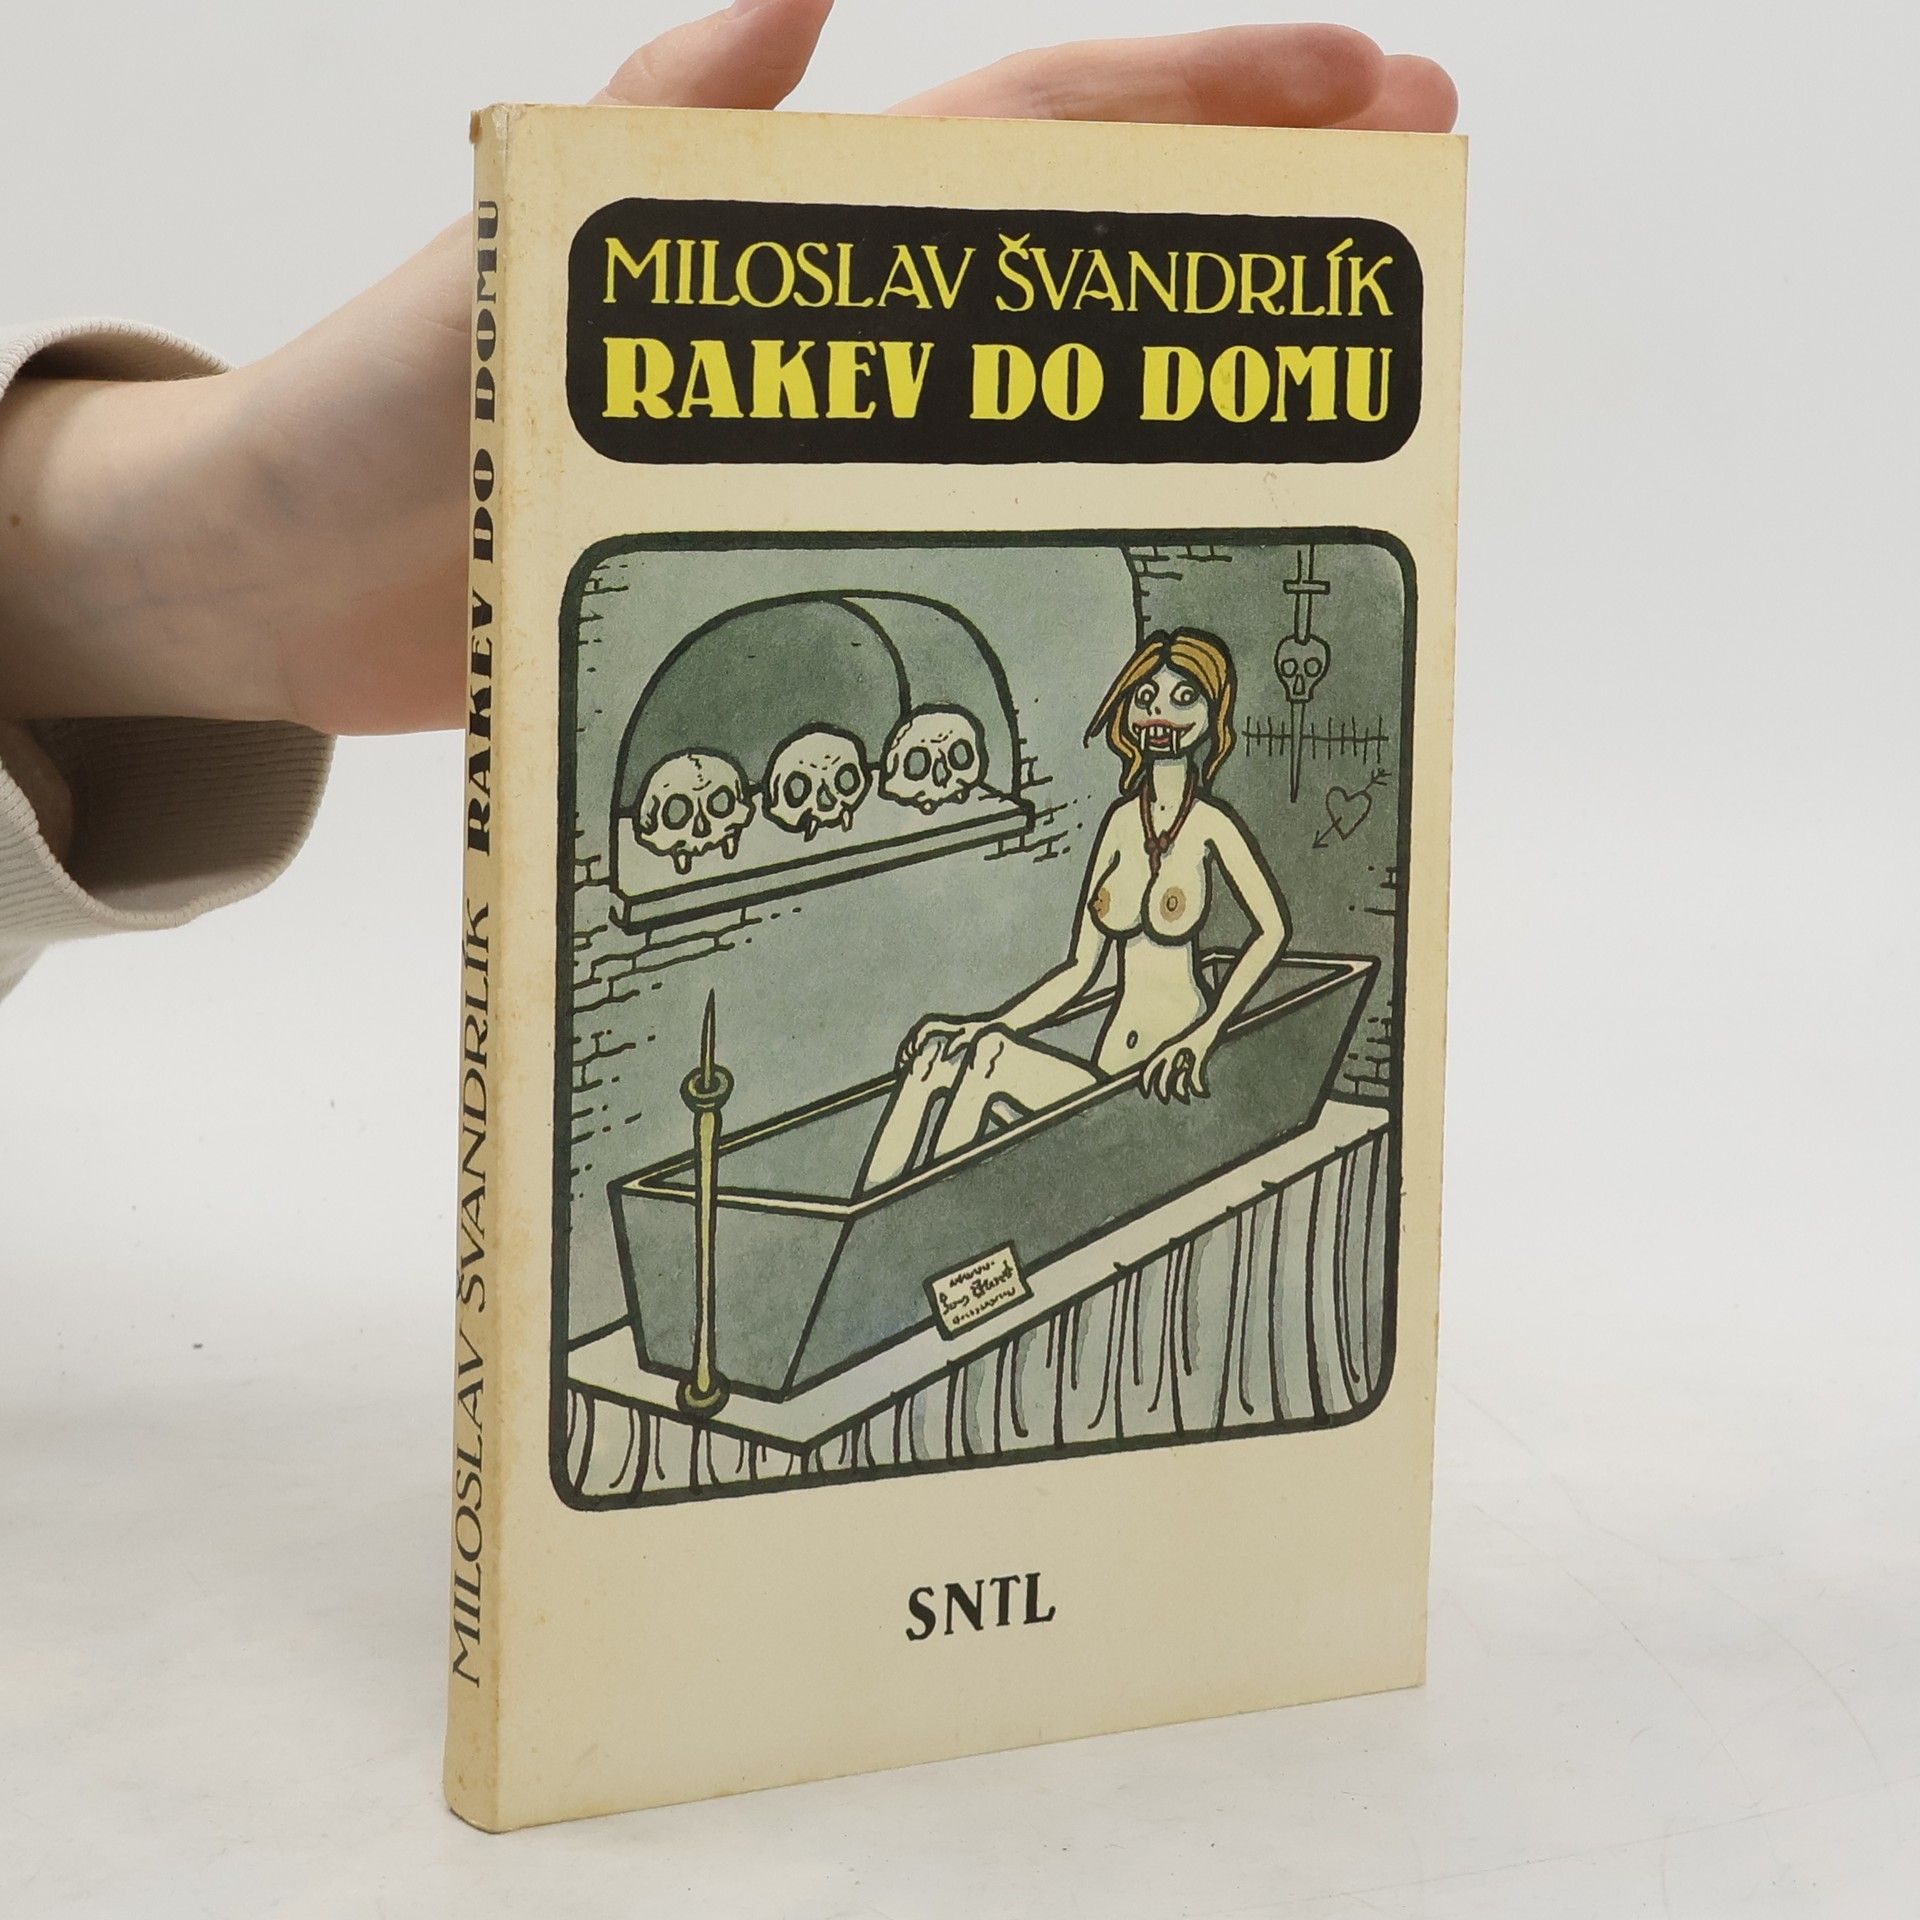 MILOSLAV ŠVANDRLÍK
RAKEV DO DOMU
SNTL
MILOSLAV ŠVANDRLÍK RAKEV DO DOMU